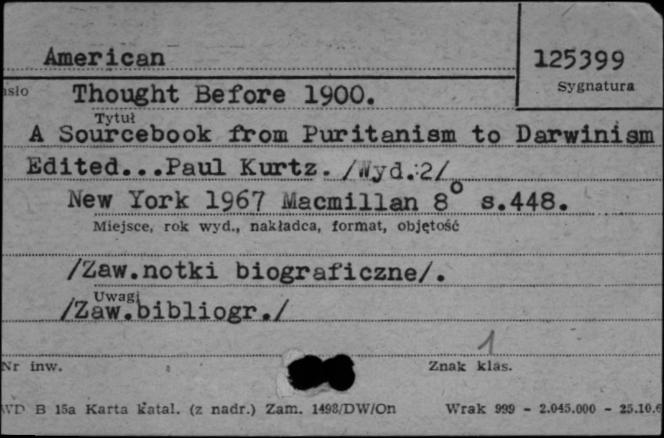 American
125399
Sygnatura
Thought Before 1900.
Tytuł
A Sourcebook from Puritanism to Darwinism
Edited...Paul Kurtz. /Wyd.2/
New York 1967 Macmillan 8° s.448.
Miejsce, rok wyd., nakładca, format, objętość
/Zaw.notki biograficzne/.
Uwagi
/Zaw.bibliogr./
1
Nr inw.
Znak klas.
WD B 15a Karta katal. (z nadr.) Zam. 1498/DW/On Wrak 999 - 2.045.000 - 25.10.6